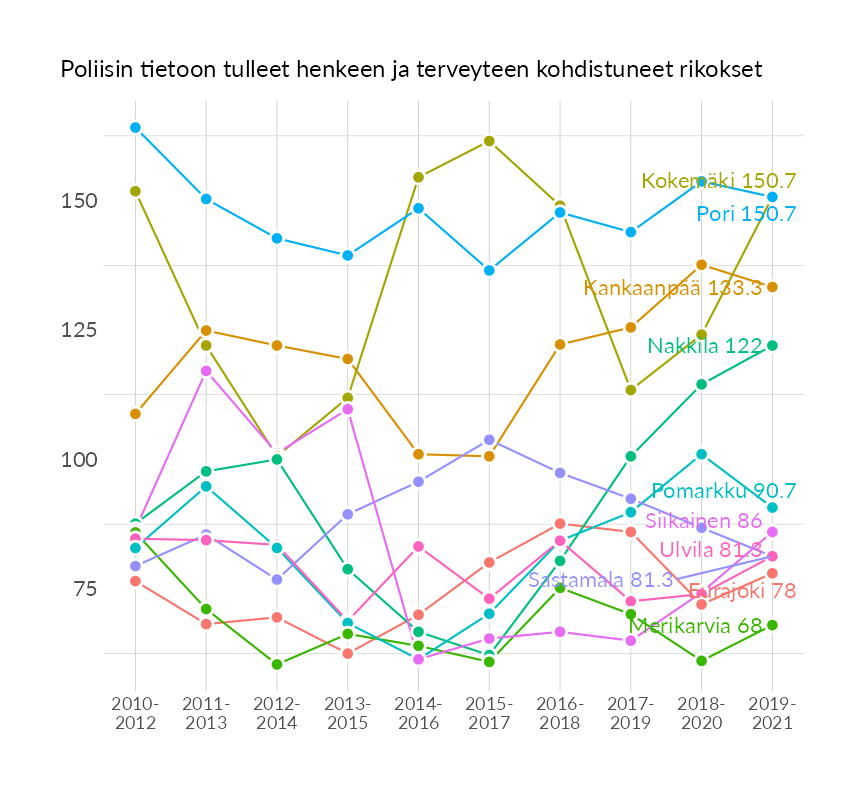 Poliisin tietoon tulleet henkeen ja terveyteen kohdistuneet rikokset
150
125
100
75
Kokemäki 150.7
Pori 150.7
Kankaanpää 133.3
Nakkila 122
Pomarkku 90.7
Siikainen 86
Ulvila 81.3
Sastamala 81.3
Eurajoki 78
Merikarvia 68
2010-2012
2011-2013
2012-2014
2013-2015
2014-2016
2015-2017
2016-2018
2017-2019
2018-2020
2019-2021